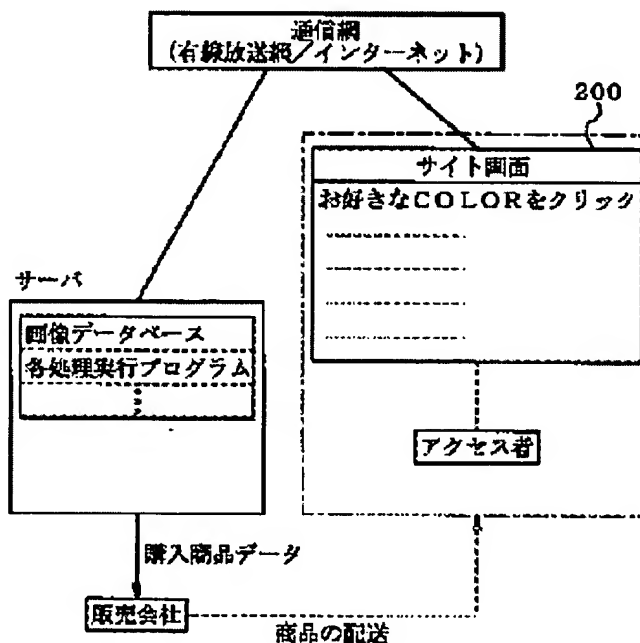 通信網
(有線放送網／インターネット)
200
サイト画面
お好きなCOLORをクリック
サーバ
画像データベース
各処理実行プログラム
アクセス者
購入商品データ
販売会社
商品の配送